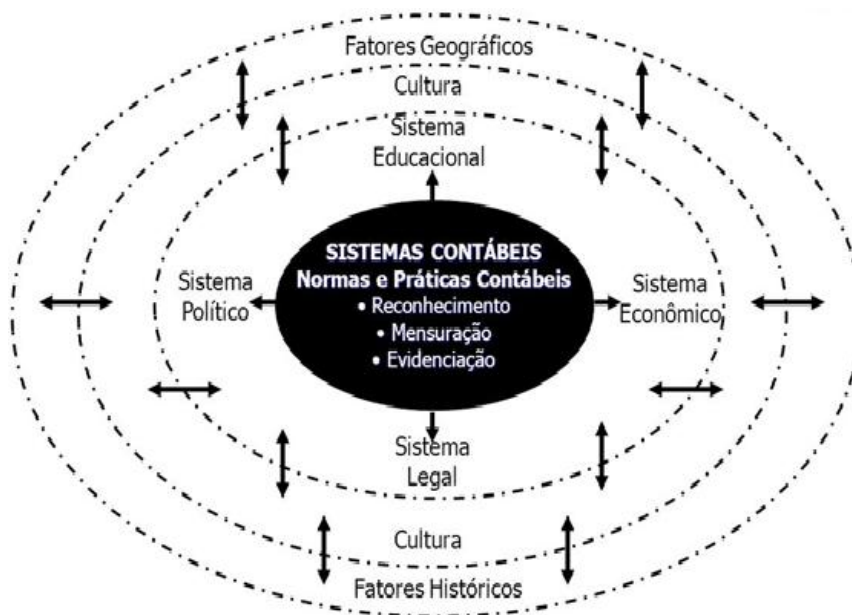 Fatores Geográficos
Cultura
Sistema
Educacional
SISTEMAS CONTÁBEIS
Normas e Práticas Contábeis
• Reconhecimento
• Mensuração
• Evidenciação
Sistema
Político
Sistema
Econômico
Sistema
Legal
Cultura
Fatores Históricos